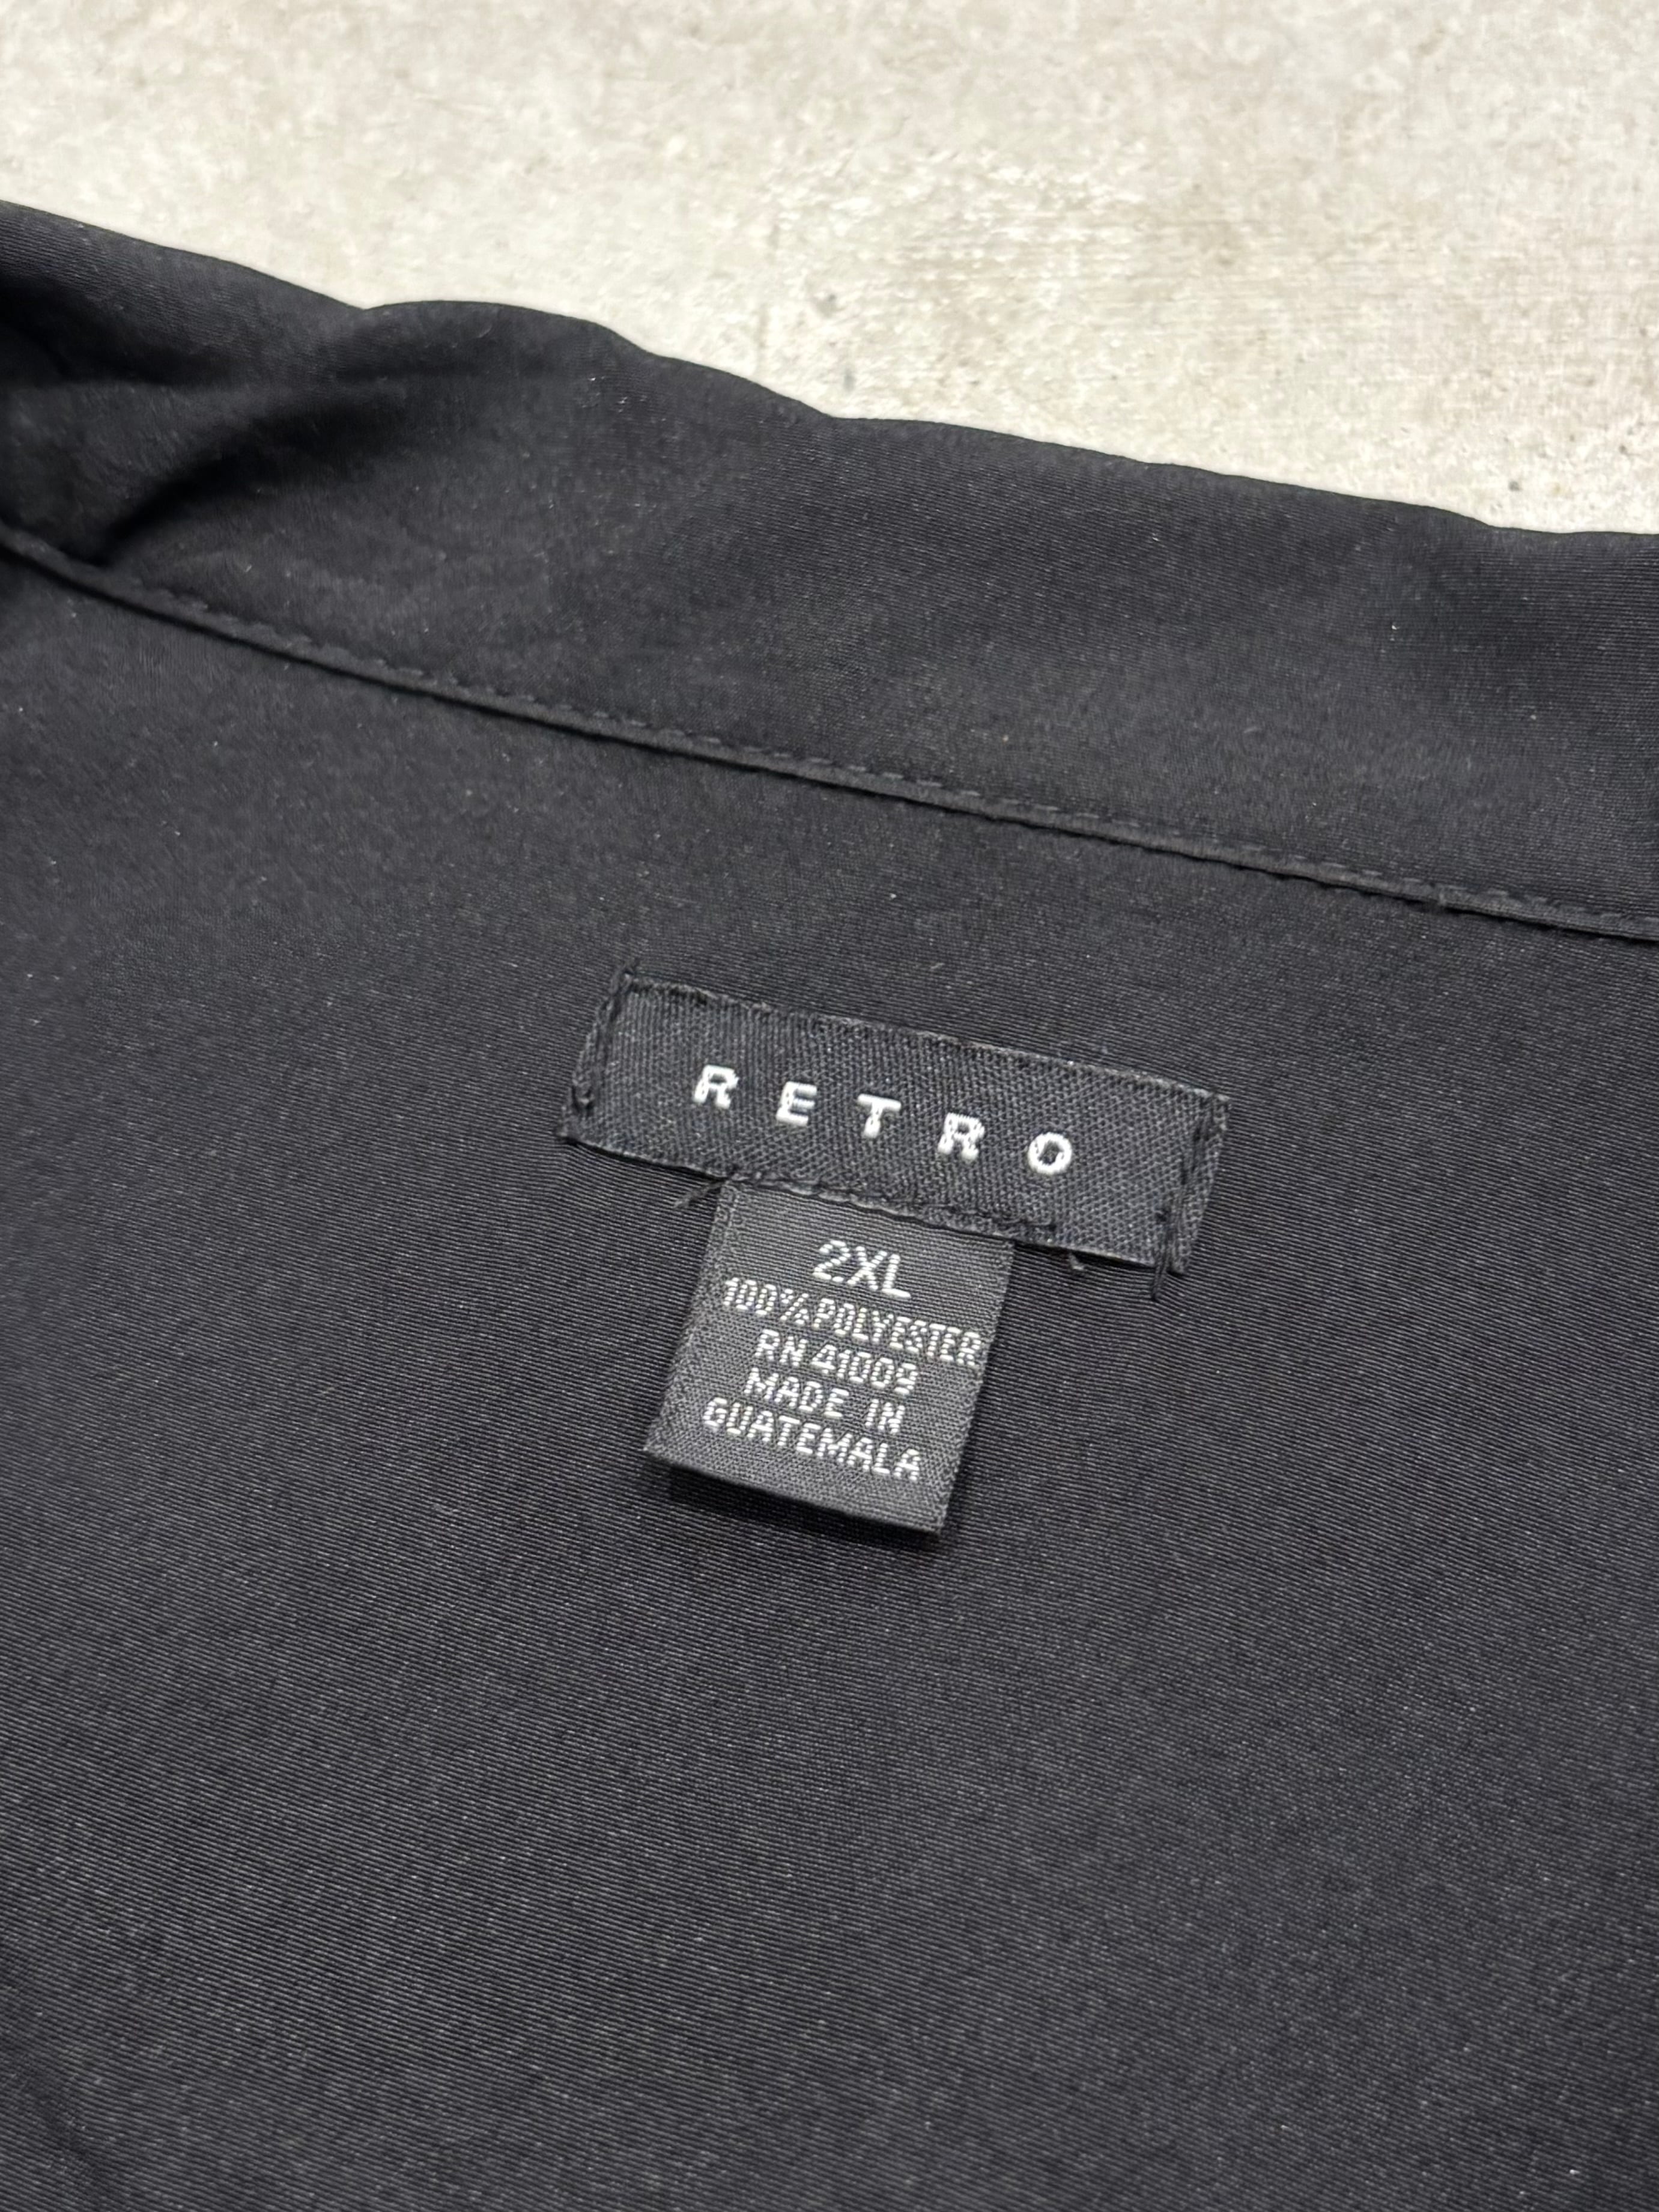 RETRO
2XL
100% POLYESTER
RN 41009
MADE IN
GUATEMALA